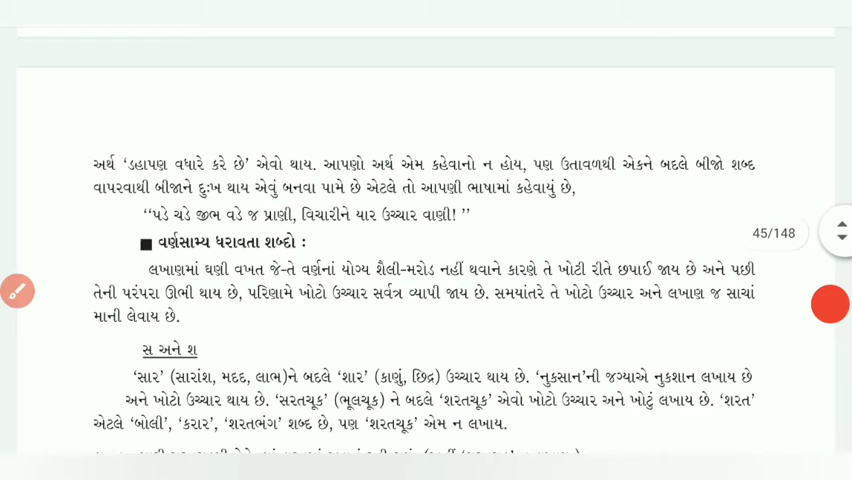 અર્થ ‘ડહાપણ વધારે કરે છે’ એવો થાય. આપણો અર્થ એમ કહેવાનો ન હોય, પણ ઉતાવળથી એકને બદલે બીજો શબ્દ
વાપરવાથી બીજાને દુઃખ થાય એવું બનવા પામે છે એટલે તો આપણી ભાષામાં કહેવાયું છે,
‘‘પડે ચડે જીભ વડે જ પ્રાણી, વિચારીને યાર ઉચ્ચાર વાણી! ’’
45/148
■ વર્ણસામ્ય ધરાવતા શબ્દો :
લખાણમાં ઘણી વખત જે-તે વર્ણનાં યોગ્ય શૈલી-મરોડ નહીં થવાને કારણે તે ખોટી રીતે છપાઈ જાય છે અને પછી
તેની પરંપરા ઊભી થાય છે, પરિણામે ખોટો ઉચ્ચાર સર્વત્ર વ્યાપી જાય છે. સમયાંતરે તે ખોટો ઉચ્ચાર અને લખાણ જ સાચાં
માની લેવાય છે.
સ અને શ
‘સાર’ (સારાંશ, મદદ, લાભ)ને બદલે ‘શાર’ (કાણું, છિદ્ર) ઉચ્ચાર થાય છે. ‘નુકસાન’ની જગ્યાએ નુકશાન લખાય છે
અને ખોટો ઉચ્ચાર થાય છે. ‘સરતચૂક’ (ભૂલચૂક) ને બદલે ‘શરતચૂક’ એવો ખોટો ઉચ્ચાર અને ખોટું લખાય છે. ‘શરત’
એટલે ‘બોલી’, ‘કરાર’, ‘શરતભંગ’ શબ્દ છે, પણ ‘શરતચૂક’ એમ ન લખાય.